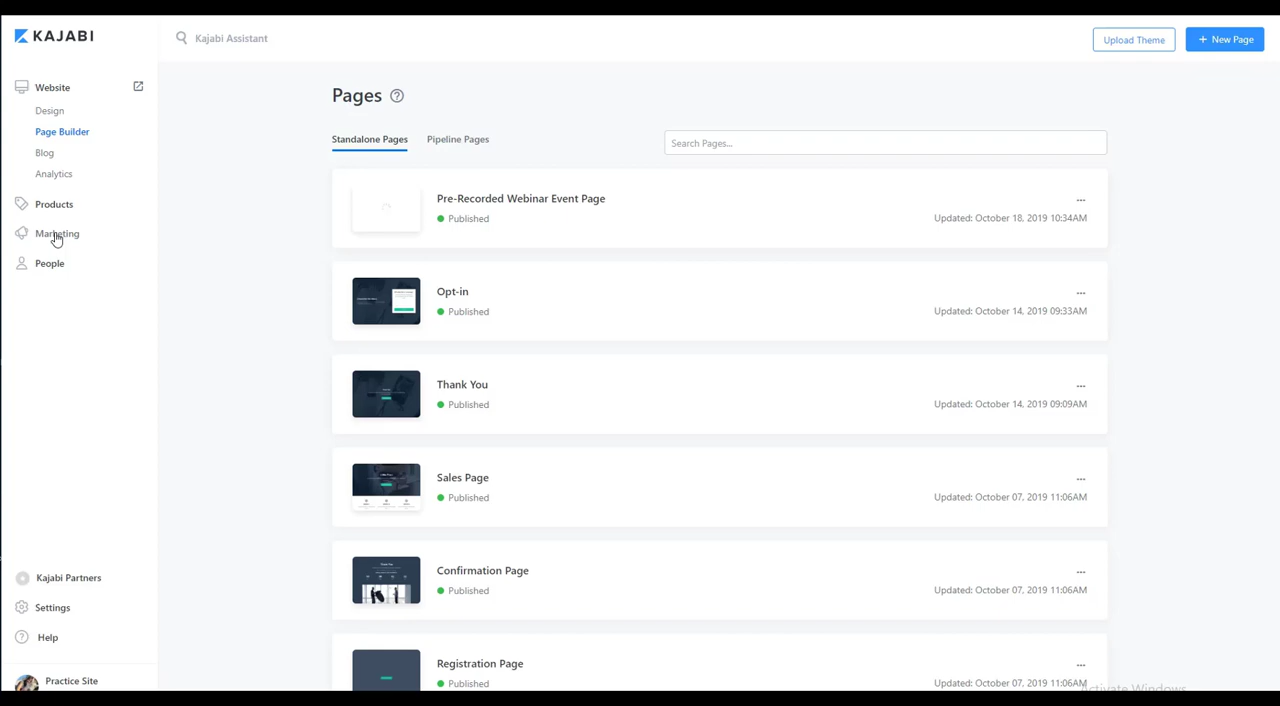 KAJABI
Kajabi Assistant
Upload Theme
+ New Page
Website
Design
Page Builder
Blog
Analytics
Products
Marketing
People
Kajabi Partners
Settings
Help
Practice Site
Pages
Standalone Pages
Pipeline Pages
Search Pages...
Pre-Recorded Webinar Event Page
Published
Updated: October 18, 2019 10:34AM
Opt-in
Published
Updated: October 14, 2019 09:33AM
Thank You
Published
Updated: October 14, 2019 09:09AM
Sales Page
Published
Updated: October 07, 2019 11:06AM
Confirmation Page
Published
Updated: October 07, 2019 11:06AM
Registration Page
Published
Updated: October 07, 2019 11:06AM
Activate Windows